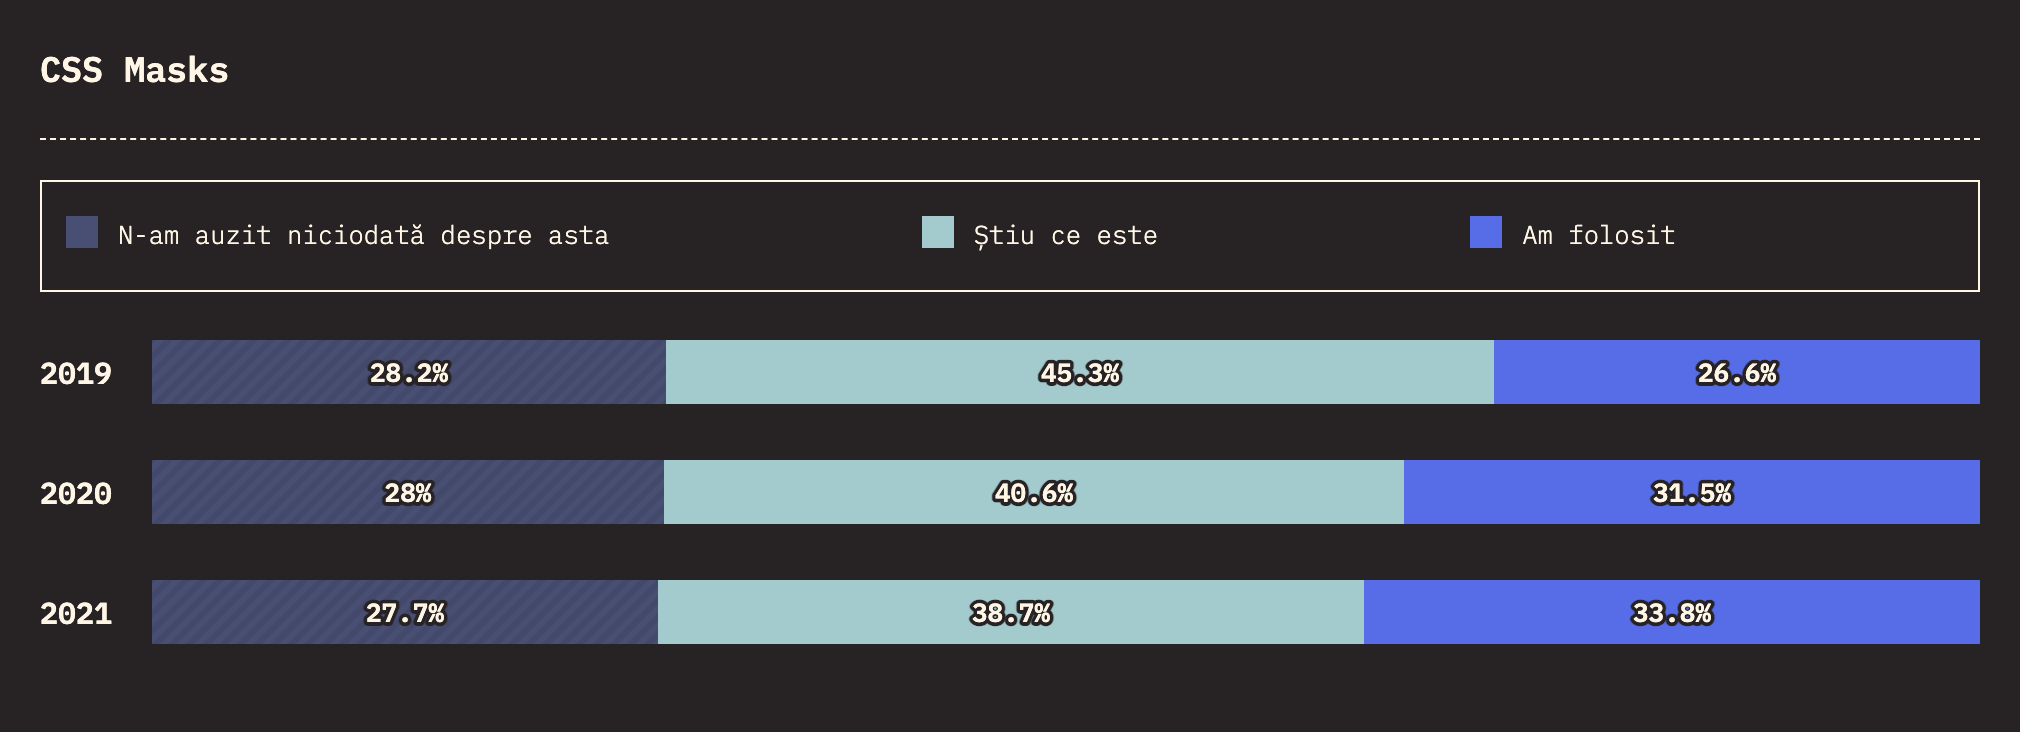 CSS Masks
N-am auzit niciodată despre asta Știu ce este Am folosit
2019 28.2% 45.3% 26.6%
2020 28% 40.6% 31.5%
2021 27.7% 38.7% 33.8%